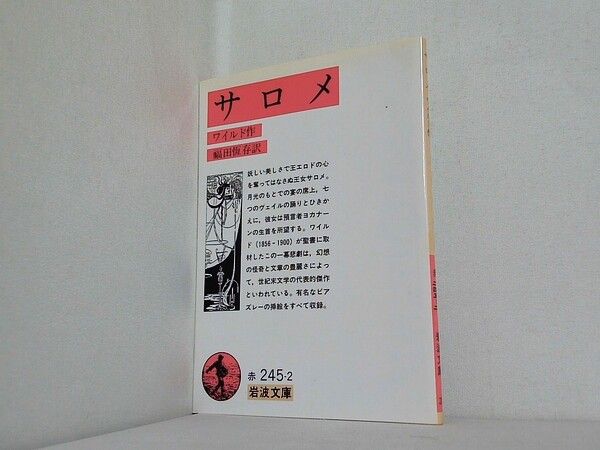 サロメ
ワイルド作
福田恆存訳
妖しい美しさで王エロドの心
を奪ってはなさぬ王女サロメ。
月光のもとでの宴の席上，七
つのヴェイルの踊りとひきか
えに，彼女は預言者ヨカナー
ンの生首を所望する。ワイル
ド（1856－1900）が聖書に取
材したこの一幕悲劇は，幻想
の怪奇と文章の豊麗さによっ
て，世紀末文学の代表的傑作
といわれている。有名なビア
ズレーの挿絵をすべて収録。
赤 245-2
岩波文庫
岩波文庫